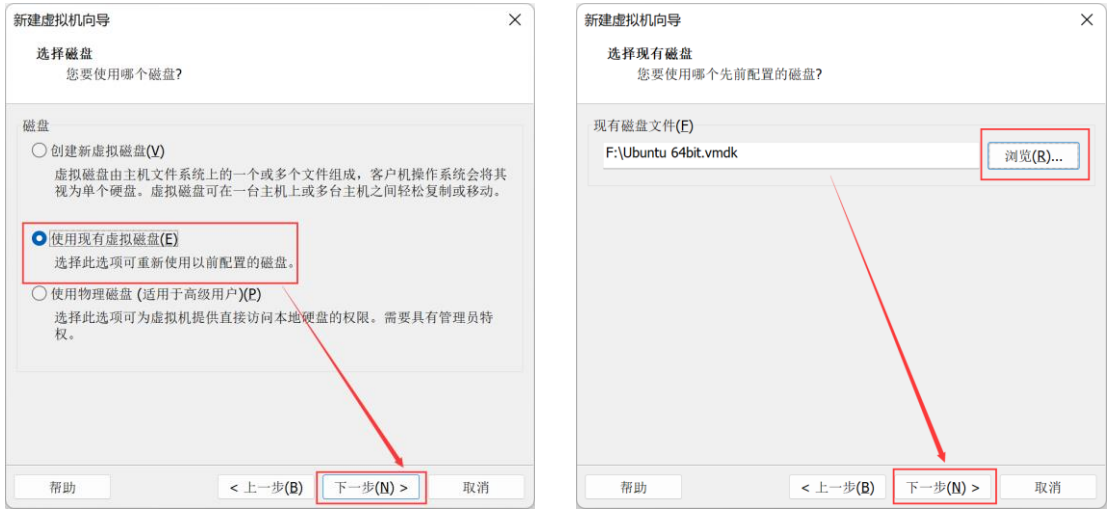 新建虚拟机向导
选择磁盘
您要使用哪个磁盘?
磁盘
创建新虚拟磁盘(V)
虚拟磁盘由主机文件系统上的一个或多个文件组成，客户机操作系统会将其
视为单个硬盘。虚拟磁盘可在一台主机上或多台主机之间轻松复制或移动。
使用现有虚拟磁盘(E)
选择此选项可重新使用以前配置的磁盘。
使用物理磁盘 (适用于高级用户)(P)
选择此选项可为虚拟机提供直接访问本地硬盘的权限。需要具有管理员特
权。
帮助
< 上一步(B)
下一步(N) >
取消
新建虚拟机向导
选择现有磁盘
您要使用哪个先前配置的磁盘?
现有磁盘文件(F)
F:\Ubuntu 64bit.vmdk
浏览(R)...
帮助
< 上一步(B)
下一步(N) >
取消